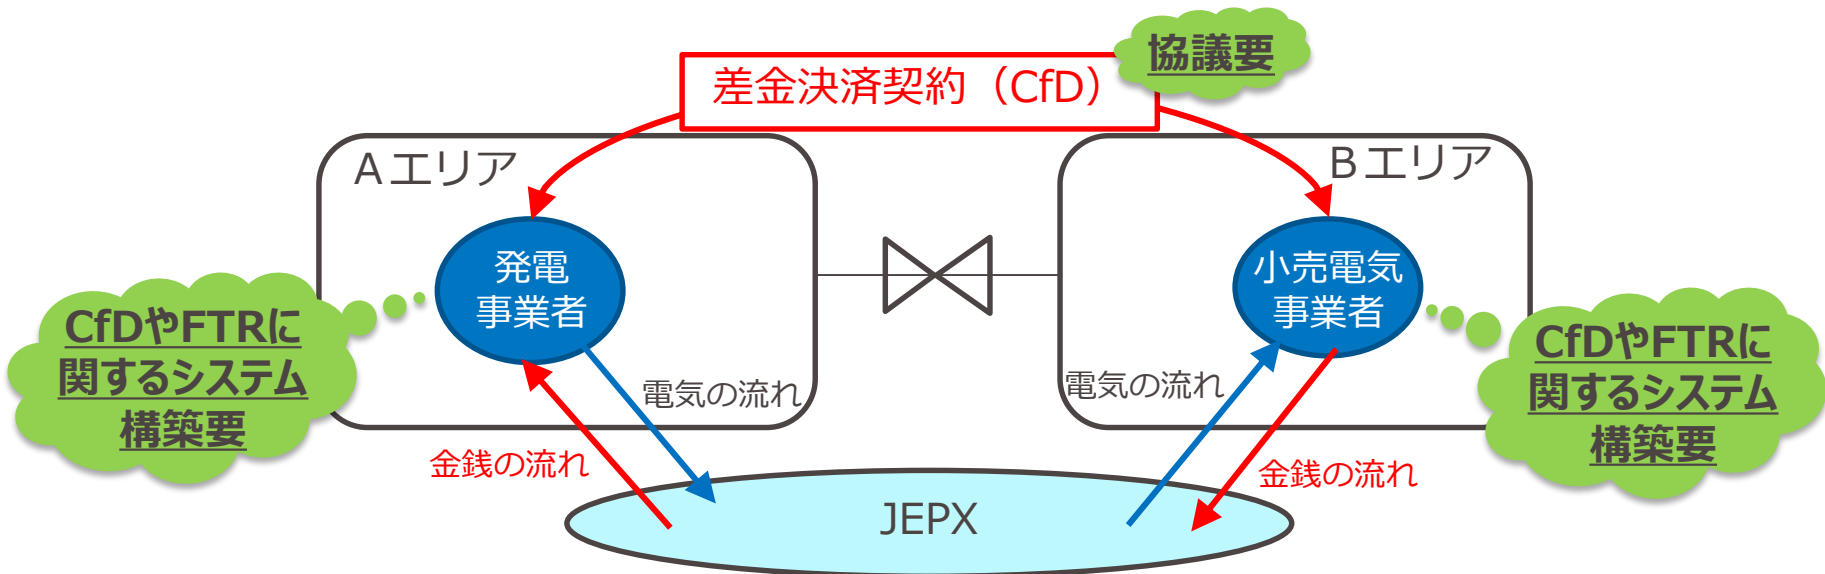 協議要
差金決済契約（CfD）
Aエリア
Bエリア
発電
事業者
小売電気
事業者
CfDやFTRに
関するシステム
構築要
CfDやFTRに
関するシステム
構築要
電気の流れ
電気の流れ
金銭の流れ
金銭の流れ
JEPX